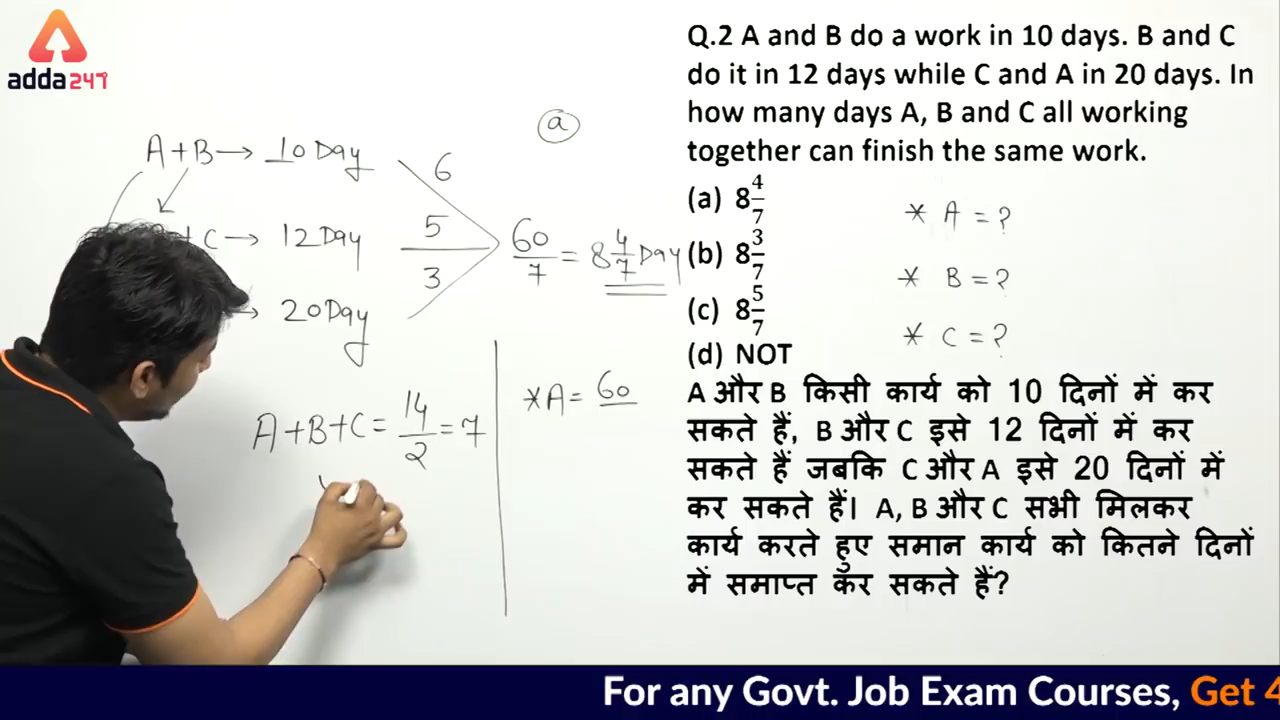 adda247
Q.2 A and B do a work in 10 days. B and C
do it in 12 days while C and A in 20 days. In
how many days A, B and C all working
together can finish the same work.
(a) 8 4/7
(b) 8 3/7
(c) 8 5/7
(d) NOT
A और B किसी कार्य को 10 दिनों में कर
सकते हैं, B और C इसे 12 दिनों में कर
सकते हैं जबकि C और A इसे 20 दिनों में
कर सकते हैं। A, B और C सभी मिलकर
कार्य करते हुए समान कार्य को कितने दिनों
में समाप्त कर सकते हैं?
* A = ?
* B = ?
* C = ?
a
A+B → 10 Day 6
+ C → 12 Day 5
→ 20 Day 3
60/7 = 8 4/7 Day
A+B+C = 14/2 = 7
*A = 60
For any Govt. Job Exam Courses, Get 4